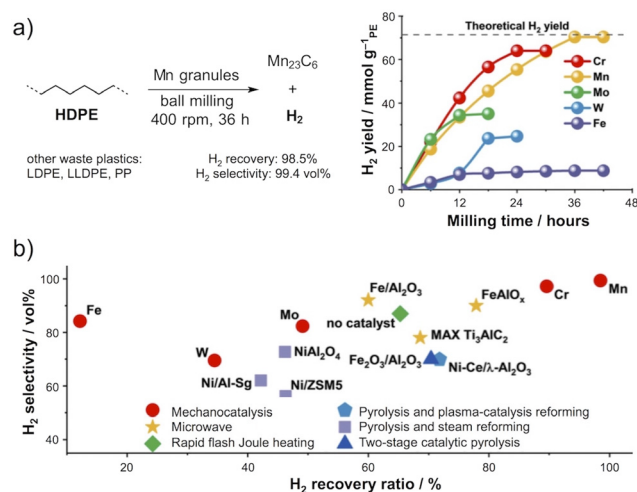 a)
HDPE
Mn granules
ball milling
400 rpm, 36 h
Mn₂₃C₆
+
H₂
other waste plastics:
LDPE, LLDPE, PP
H₂ recovery: 98.5%
H₂ selectivity: 99.4 vol%
H₂ yield / mmol g⁻¹PE
80
60
40
20
0
Theoretical H₂ yield
Cr
Mn
Mo
W
Fe
0 6 12 18 24 30 36 42 48
Milling time / hours
b)
H₂ selectivity / vol%
100
80
60
40
Fe
W
Mo
Fe/Al₂O₃
no catalyst
FeAlOₓ
Cr
Mn
MAX Ti₃AlC₂
NiAl₂O₄
Fe₂O₃/Al₂O₃
Ni-Ce/λ-Al₂O₃
Ni/Al-Sg
Ni/ZSM5
Mechanocatalysis
Microwave
Rapid flash Joule heating
Pyrolysis and plasma-catalysis reforming
Pyrolysis and steam reforming
Two-stage catalytic pyrolysis
20 40 60 80 100
H₂ recovery ratio / %